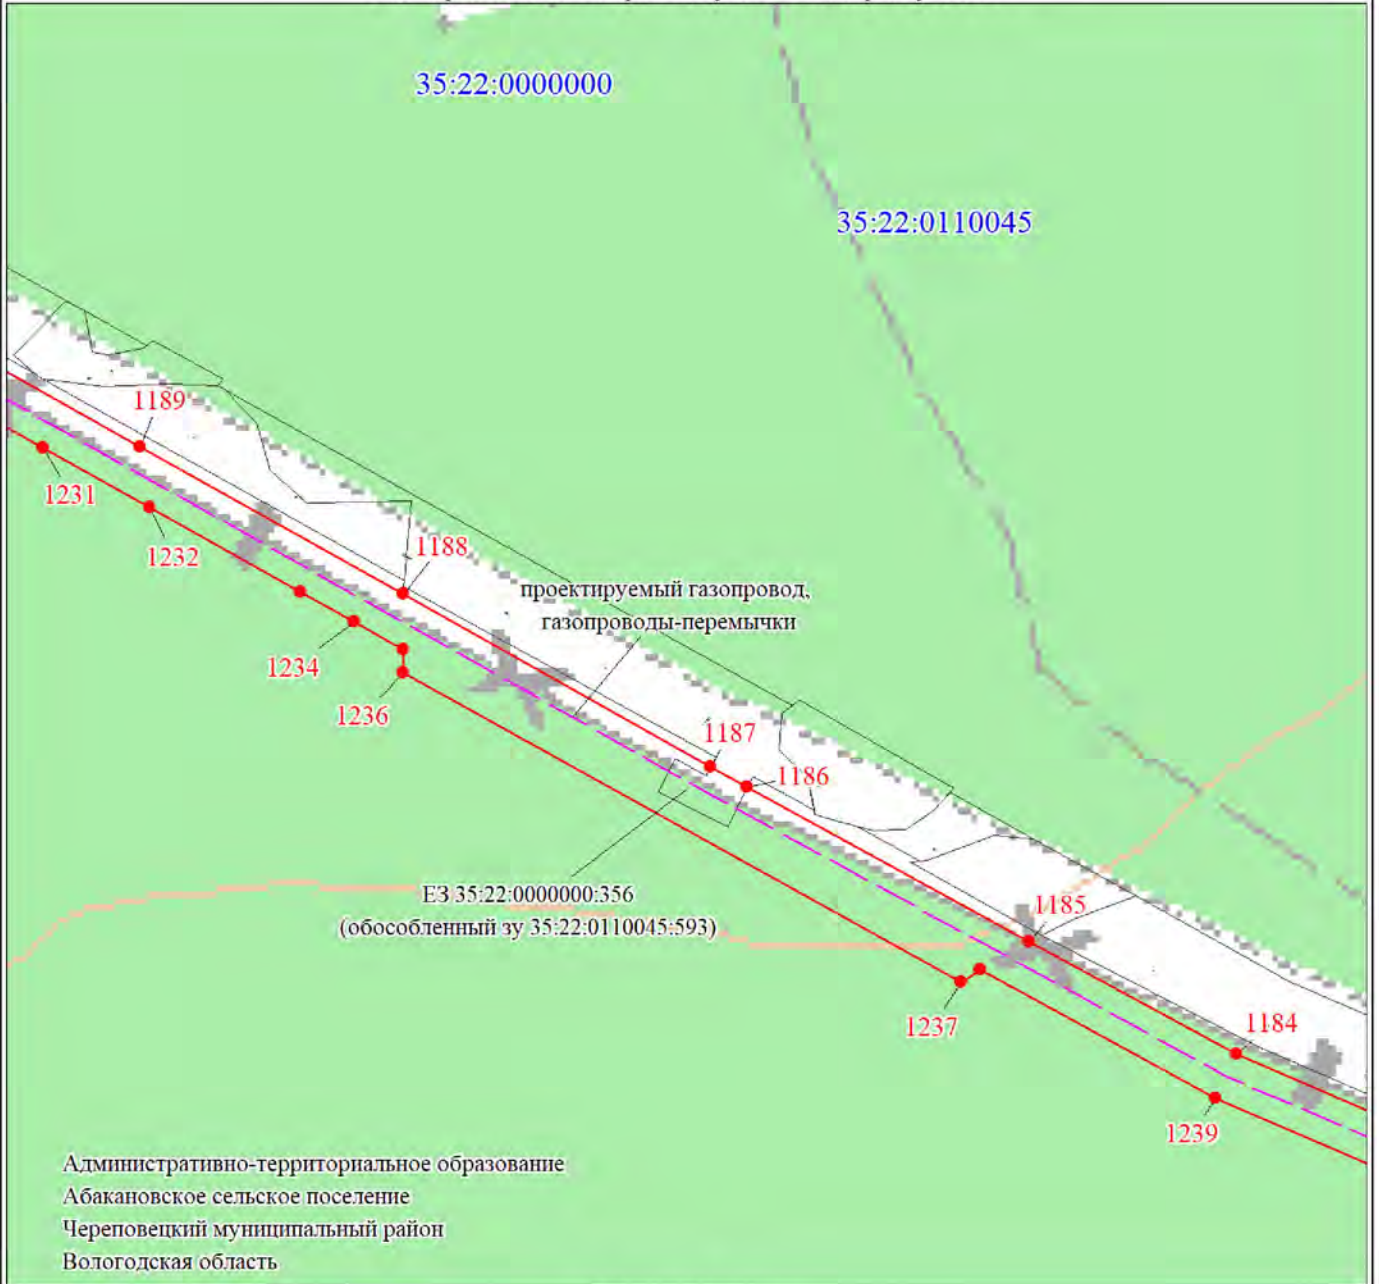 35:22:0000000
35:22:0110045
1189
1231
1232
1188
проектируемый газопровод,
газопроводы-перемычки
1234
1236
1187
1186
ЕЗ 35:22:0000000:356
(обособленный зу 35:22:0110045:593)
1185
1237
1184
1239
Административно-территориальное образование
Абакановское сельское поселение
Череповецкий муниципальный район
Вологодская область